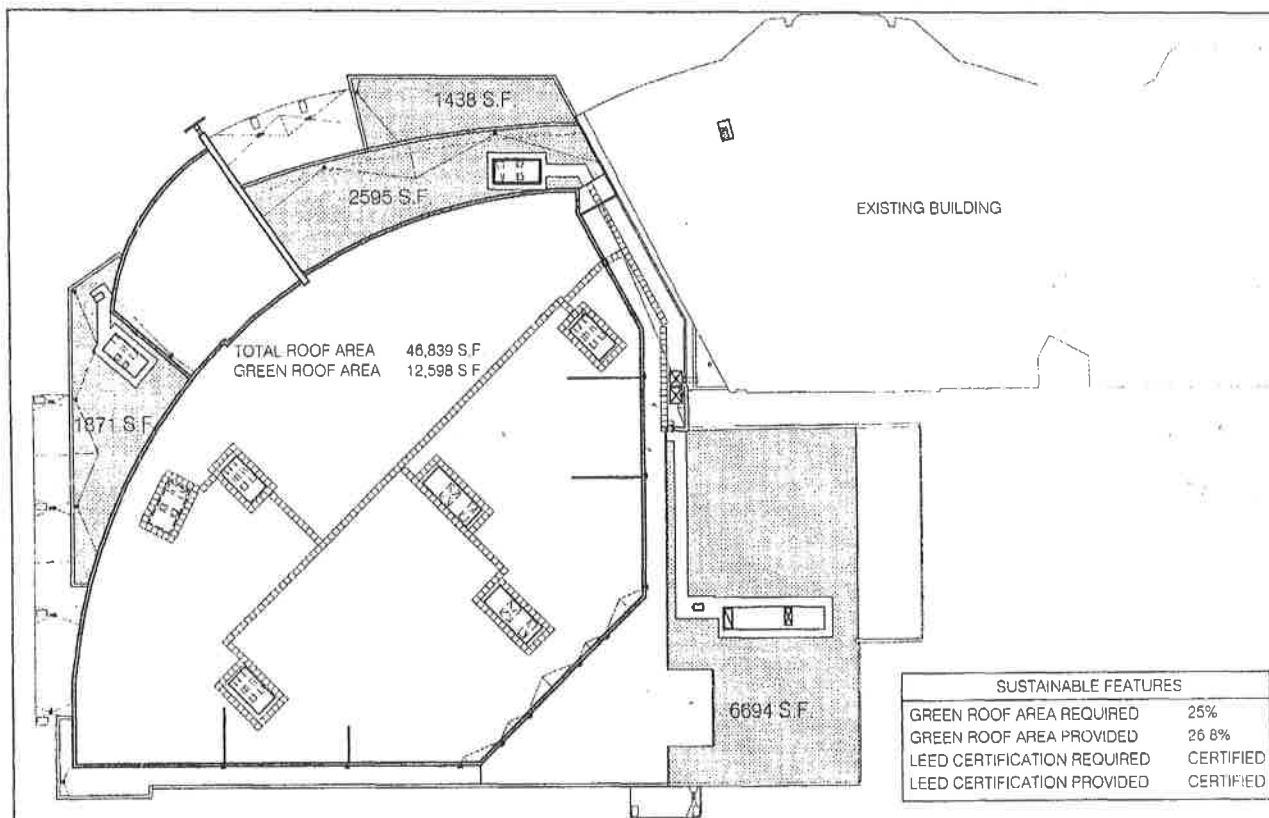 1438 S.F.
2595 S.F.
EXISTING BUILDING
TOTAL ROOF AREA 46,839 S.F.
GREEN ROOF AREA 12,598 S.F.
1871 S.F.
6694 S.F.
SUSTAINABLE FEATURES
GREEN ROOF AREA REQUIRED 25%
GREEN ROOF AREA PROVIDED 26.8%
LEED CERTIFICATION REQUIRED CERTIFIED
LEED CERTIFICATION PROVIDED CERTIFIED